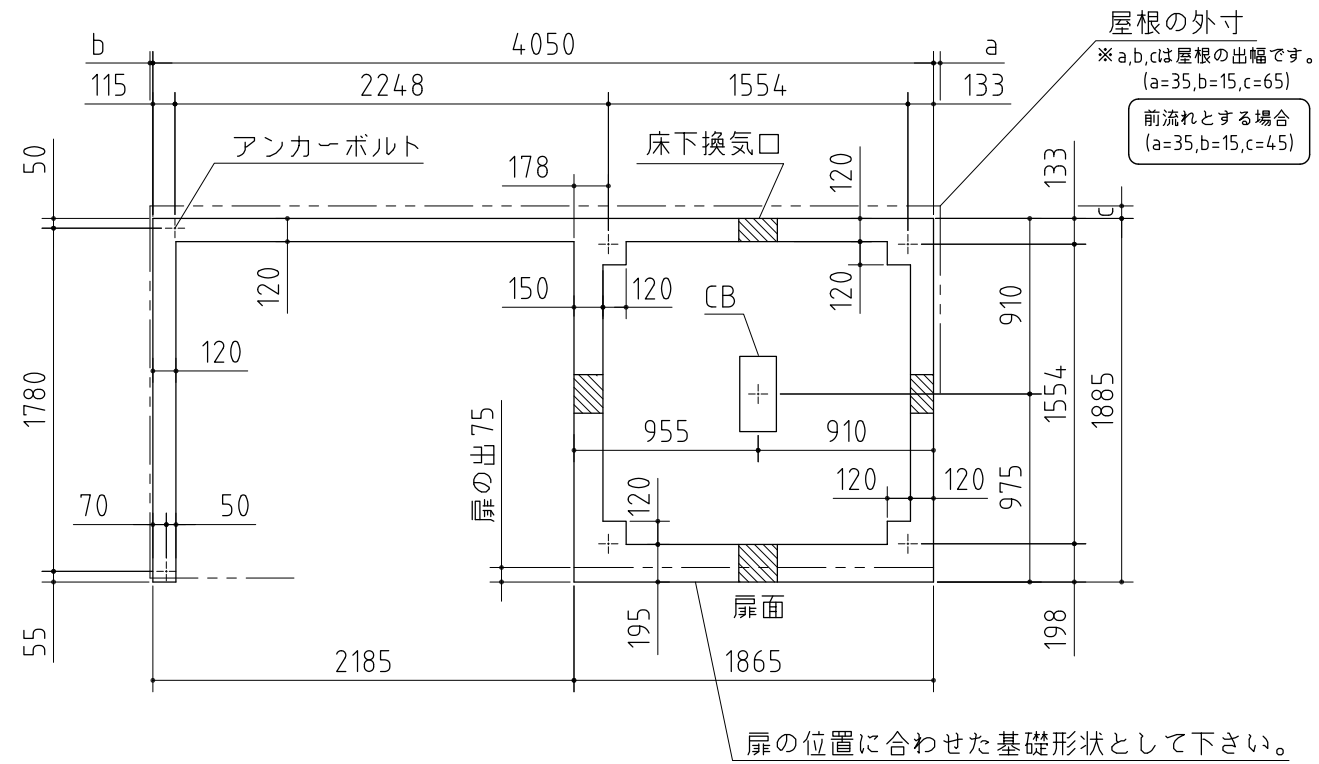 屋根の外寸
※a,b,cは屋根の出幅です。
(a=35,b=15,c=65)
前流れとする場合
(a=35,b=15,c=45)
b
4050
a
115
2248
1554
133
アンカーボルト
床下換気口
50
178
120
133
c
120
150
120
120
910
CB
120
1780
1554
1885
955
910
扉の出 75
70
50
120
120
120
975
扉面
55
195
198
2185
1865
扉の位置に合わせた基礎形状として下さい。